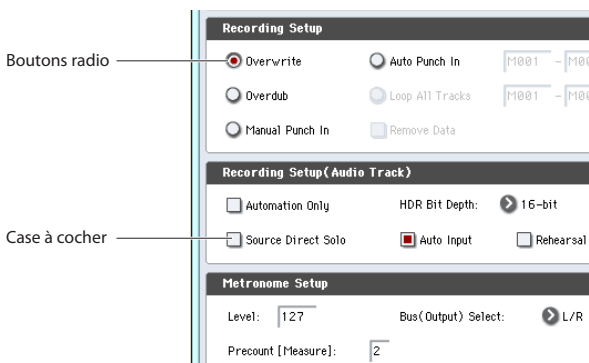 Recording Setup
Boutons radio
Overwrite Auto Punch In M001 - M00
Overdub Loop All Tracks M001 - M00
Manual Punch In Remove Data
Recording Setup(Audio Track)
Automation Only HDR Bit Depth: 16-bit
Case à cocher
Source Direct Solo Auto Input Rehearsal
Metronome Setup
Level: 127 Bus(Output) Select: L/R
Precount [Measure]: 2